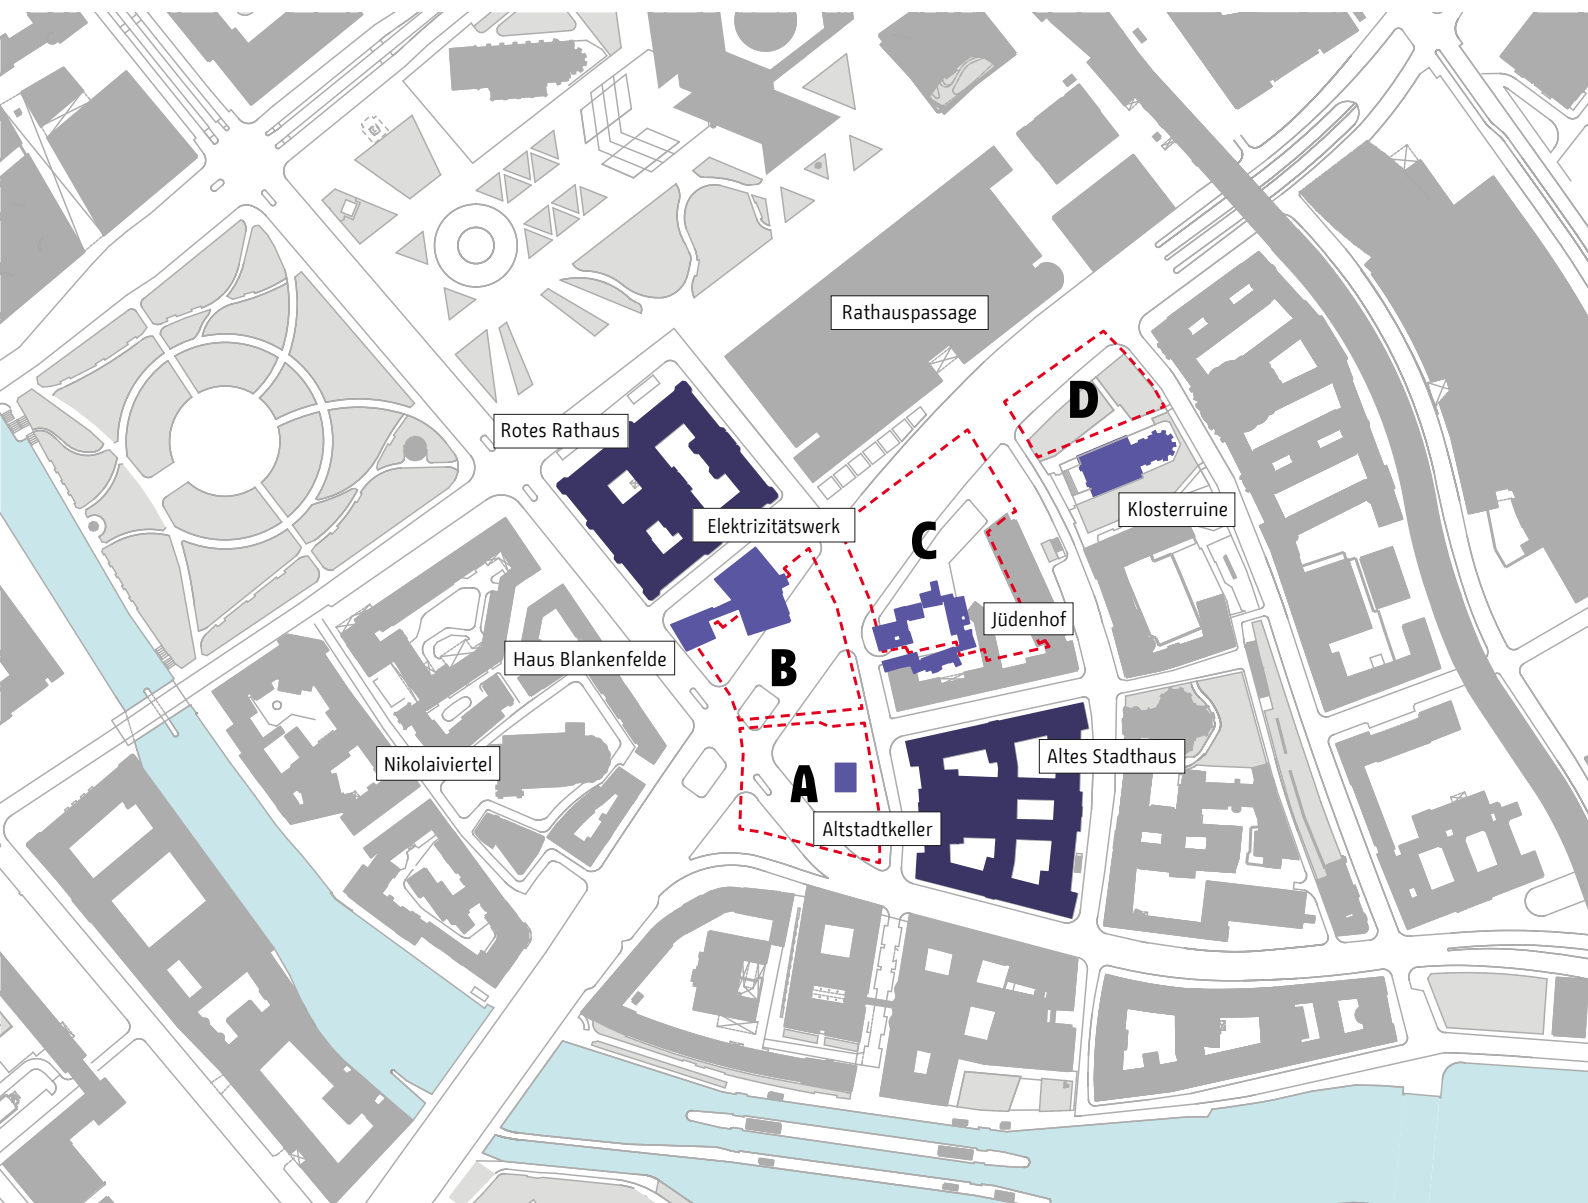 Rathauspassage
D
Rotes Rathaus
Klosterruine
Elektrizitätswerk
C
Jüdenhof
Haus Blankenfelde
B
Altes Stadthaus
Nikolaiviertel
A
Altstadtkeller